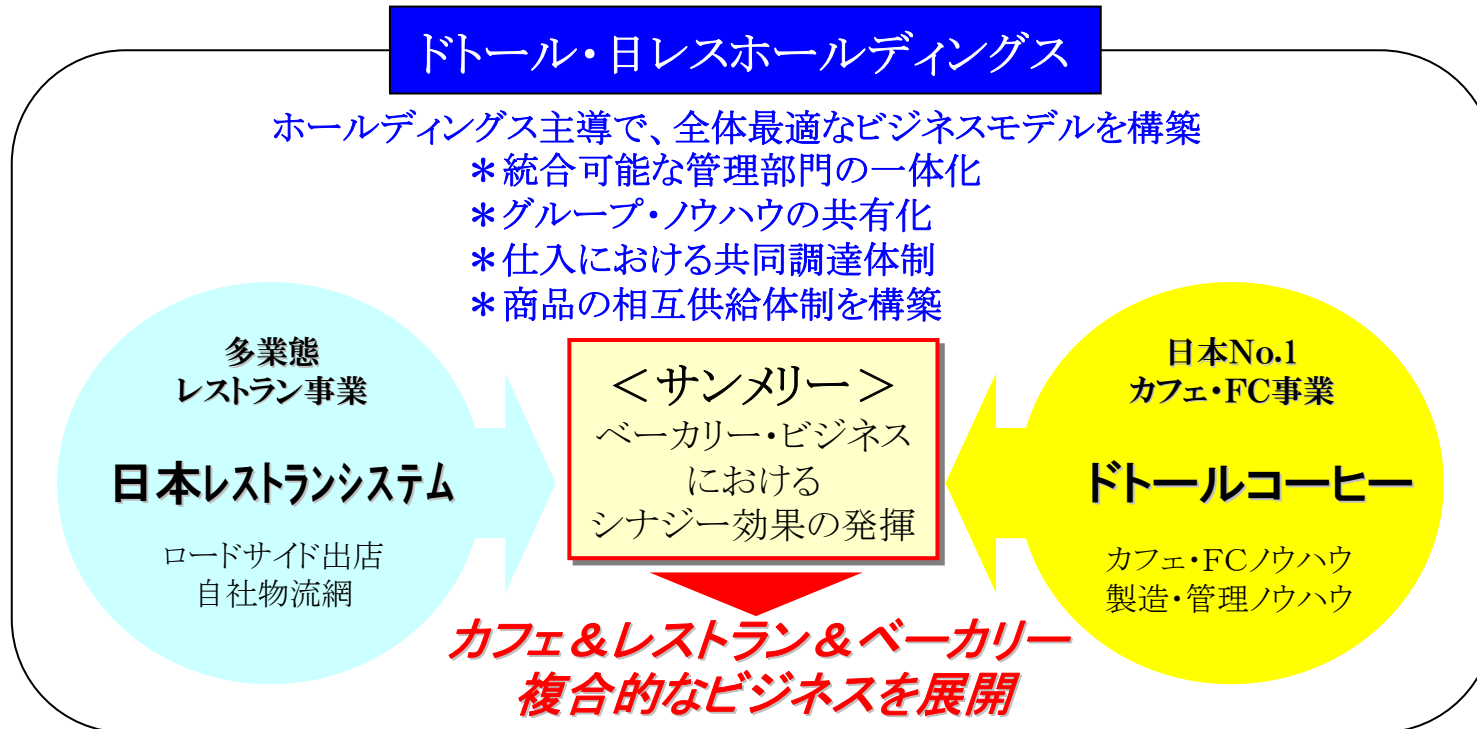 ドトール・日レスホールディングス
ホールディングス主導で、全体最適なビジネスモデルを構築
＊統合可能な管理部門の一体化
＊グループ・ノウハウの共有化
＊仕入における共同調達体制
＊商品の相互供給体制を構築
多業態
レストラン事業
日本レストランシステム
ロードサイド出店
自社物流網
＜サンメリー＞
ベーカリー・ビジネス
における
シナジー効果の発揮
日本No.1
カフェ・FC事業
ドトールコーヒー
カフェ・FCノウハウ
製造・管理ノウハウ
カフェ＆レストラン＆ベーカリー
複合的なビジネスを展開